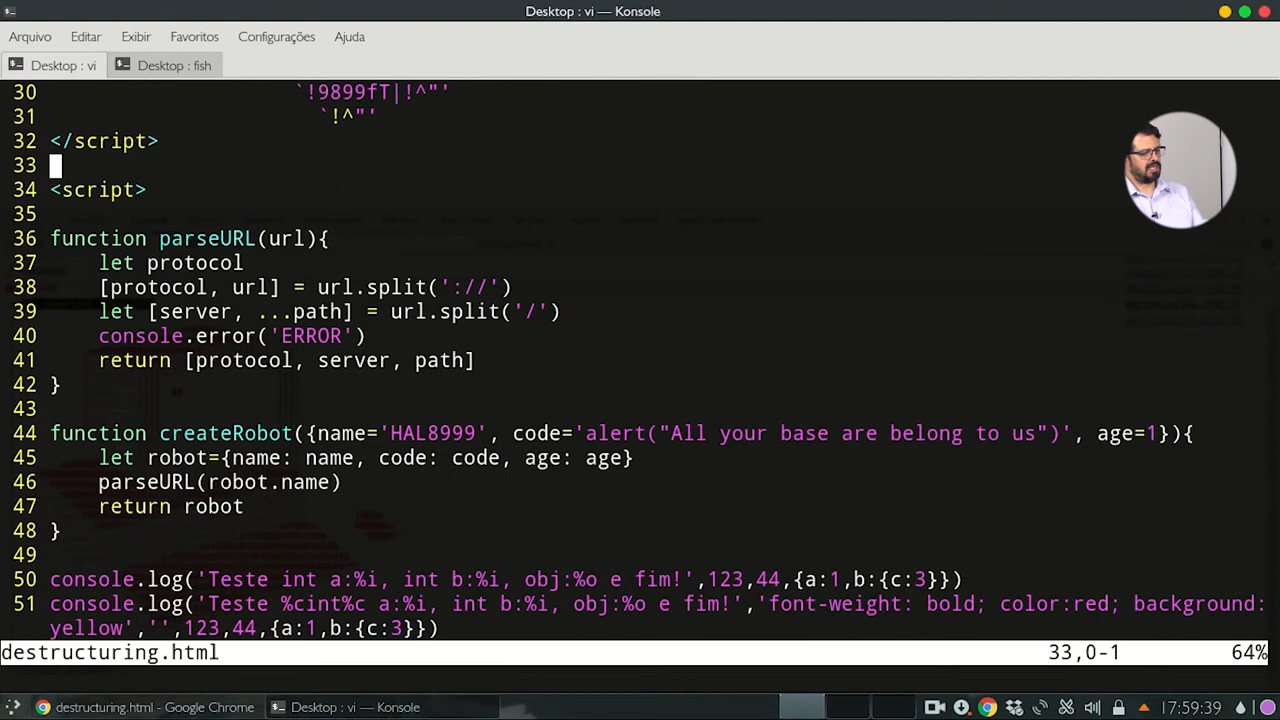 Desktop : vi — Konsole
Arquivo Editar Exibir Favoritos Configurações Ajuda
Desktop : vi Desktop : fish
30 `!9899fT|!^"'
31 `!^"'
32 </script>
33
34 <script>
35
36 function parseURL(url){
37 let protocol
38 [protocol, url] = url.split('://')
39 let [server, ...path] = url.split('/')
40 console.error('ERROR')
41 return [protocol, server, path]
42 }
43
44 function createRobot({name='HAL8999', code='alert("All your base are belong to us")', age=1}){
45 let robot={name: name, code: code, age: age}
46 parseURL(robot.name)
47 return robot
48 }
49
50 console.log('Teste int a:%i, int b:%i, obj:%o e fim!',123,44,{a:1,b:{c:3}})
51 console.log('Teste %cint%c a:%i, int b:%i, obj:%o e fim!','font-weight: bold; color:red; background:
yellow','',123,44,{a:1,b:{c:3}})
destructuring.html 33,0-1 64%
destructuring.html - Google Chrome Desktop : vi — Konsole 17:59:39